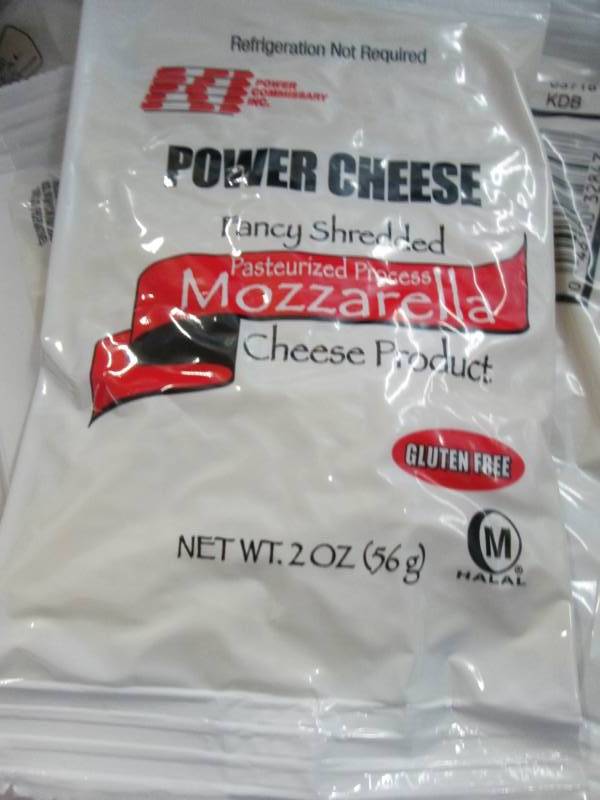 Refrigeration Not Required
PCI POWER
COMMISSARY
INC.
POWER CHEESE
Fancy Shredded
Pasteurized Process
Mozzarella
Cheese Product
GLUTEN FREE
NET WT. 2 OZ (56 g)
M
HALAL®
KDB